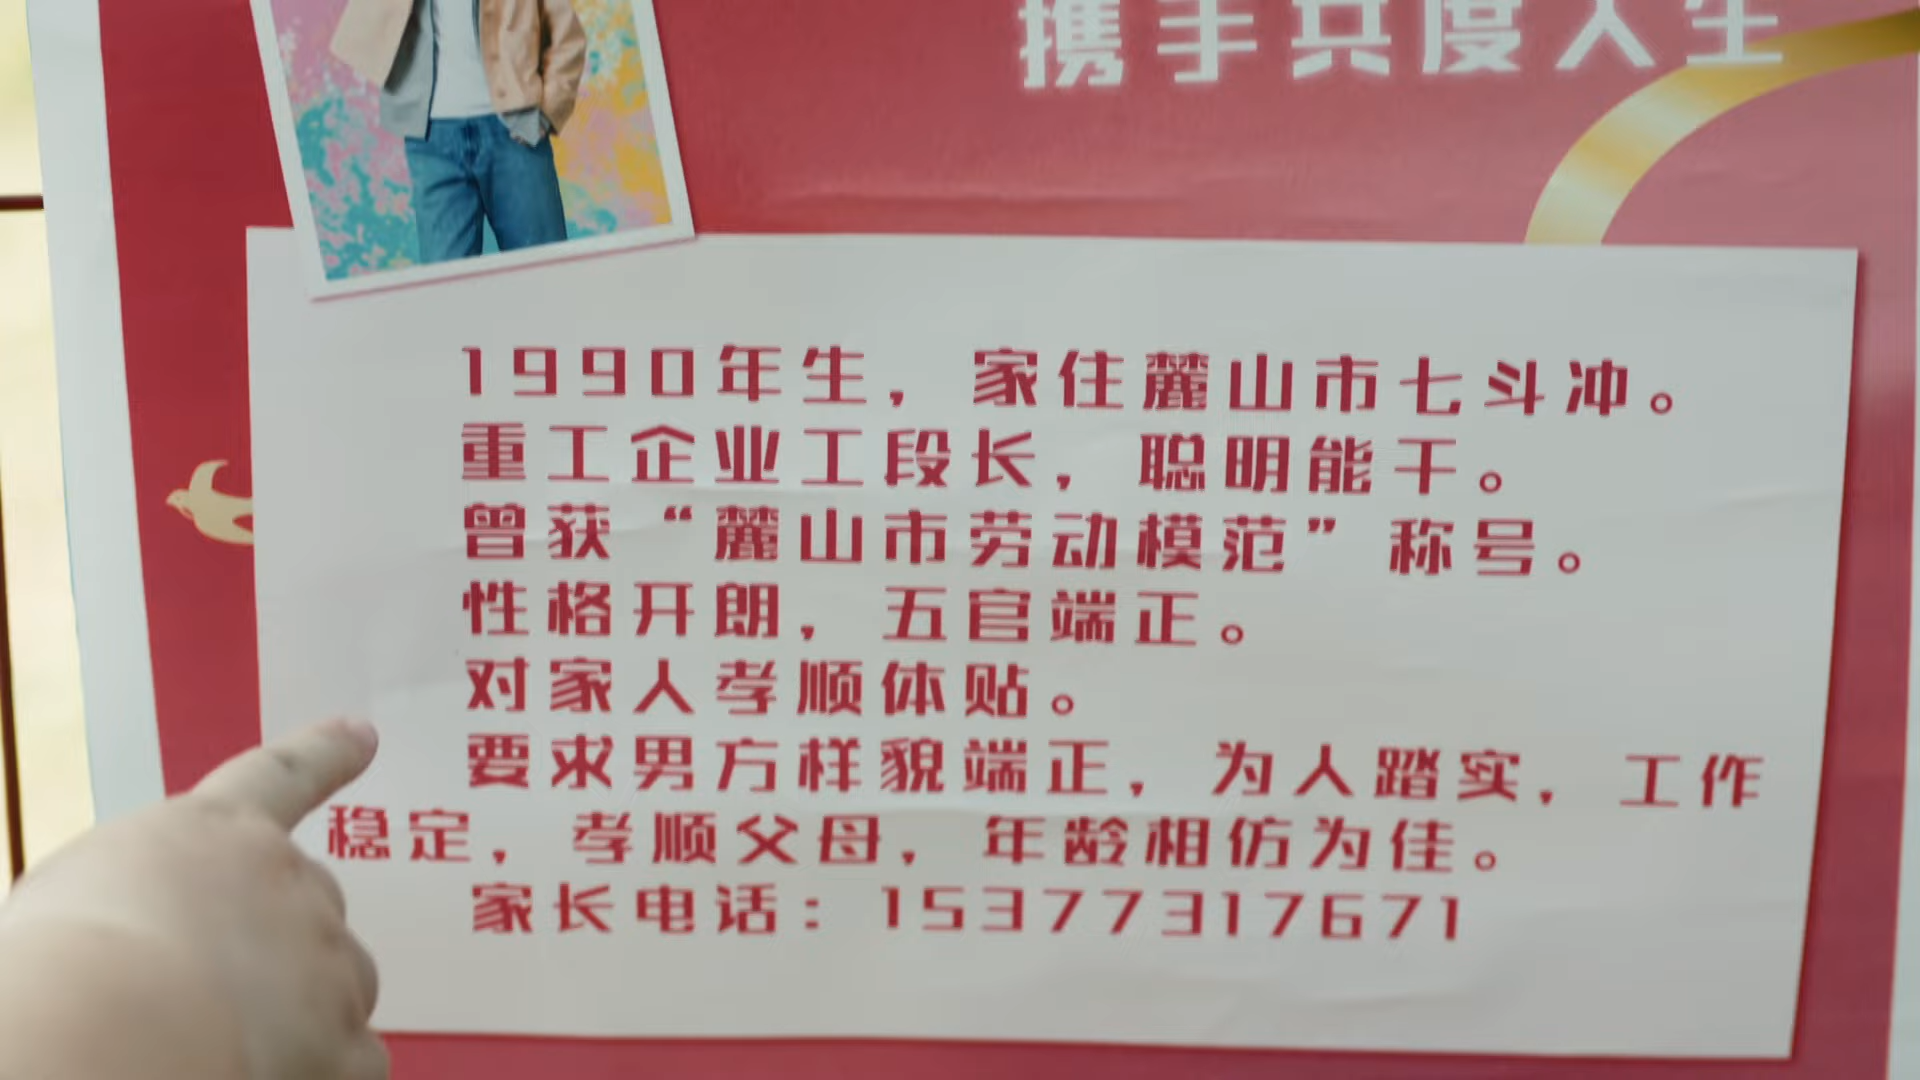 携手共度人生
1990年生，家住麓山市七斗冲。
重工企业工段长，聪明能干。
曾获“麓山市劳动模范”称号。
性格开朗，五官端正。
对家人孝顺体贴。
要求男方样貌端正，为人踏实，工作
稳定，孝顺父母，年龄相仿为佳。
家长电话：15377317671